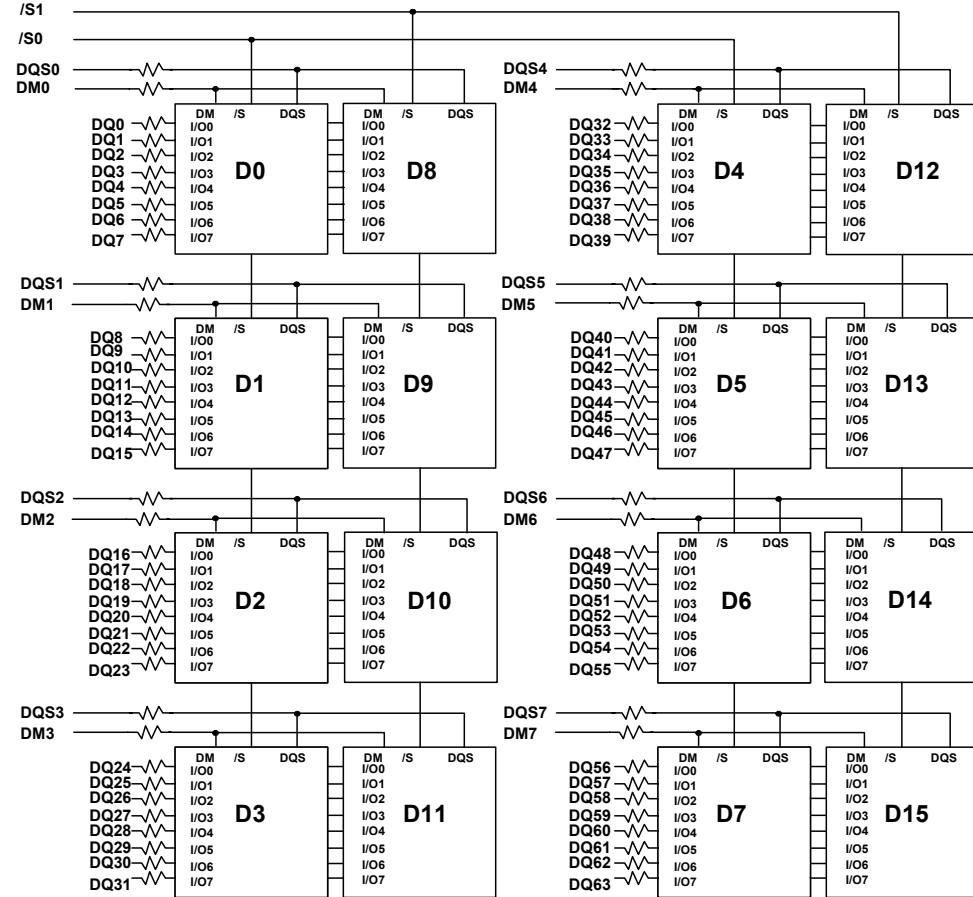 /S1
/S0
DQS0
DM0
DM /S DQS
DQ0 I/O0
DQ1 I/O1
DQ2 I/O2
DQ3 I/O3
DQ4 I/O4
DQ5 I/O5
DQ6 I/O6
DQ7 I/O7
D0
DM /S DQS
I/O0
I/O1
I/O2
I/O3
I/O4
I/O5
I/O6
I/O7
D8
DQS4
DM4
DM /S DQS
DQ32 I/O0
DQ33 I/O1
DQ34 I/O2
DQ35 I/O3
DQ36 I/O4
DQ37 I/O5
DQ38 I/O6
DQ39 I/O7
D4
DM /S DQS
I/O0
I/O1
I/O2
I/O3
I/O4
I/O5
I/O6
I/O7
D12
DQS1
DM1
DM /S DQS
DQ8 I/O0
DQ9 I/O1
DQ10 I/O2
DQ11 I/O3
DQ12 I/O4
DQ13 I/O5
DQ14 I/O6
DQ15 I/O7
D1
DM /S DQS
I/O0
I/O1
I/O2
I/O3
I/O4
I/O5
I/O6
I/O7
D9
DQS5
DM5
DM /S DQS
DQ40 I/O0
DQ41 I/O1
DQ42 I/O2
DQ43 I/O3
DQ44 I/O4
DQ45 I/O5
DQ46 I/O6
DQ47 I/O7
D5
DM /S DQS
I/O0
I/O1
I/O2
I/O3
I/O4
I/O5
I/O6
I/O7
D13
DQS2
DM2
DM /S DQS
DQ16 I/O0
DQ17 I/O1
DQ18 I/O2
DQ19 I/O3
DQ20 I/O4
DQ21 I/O5
DQ22 I/O6
DQ23 I/O7
D2
DM /S DQS
I/O0
I/O1
I/O2
I/O3
I/O4
I/O5
I/O6
I/O7
D10
DQS6
DM6
DM /S DQS
DQ48 I/O0
DQ49 I/O1
DQ50 I/O2
DQ51 I/O3
DQ52 I/O4
DQ53 I/O5
DQ54 I/O6
DQ55 I/O7
D6
DM /S DQS
I/O0
I/O1
I/O2
I/O3
I/O4
I/O5
I/O6
I/O7
D14
DQS3
DM3
DM /S DQS
DQ24 I/O0
DQ25 I/O1
DQ26 I/O2
DQ27 I/O3
DQ28 I/O4
DQ29 I/O5
DQ30 I/O6
DQ31 I/O7
D3
DM /S DQS
I/O0
I/O1
I/O2
I/O3
I/O4
I/O5
I/O6
I/O7
D11
DQS7
DM7
DM /S DQS
DQ56 I/O0
DQ57 I/O1
DQ58 I/O2
DQ59 I/O3
DQ60 I/O4
DQ61 I/O5
DQ62 I/O6
DQ63 I/O7
D7
DM /S DQS
I/O0
I/O1
I/O2
I/O3
I/O4
I/O5
I/O6
I/O7
D15